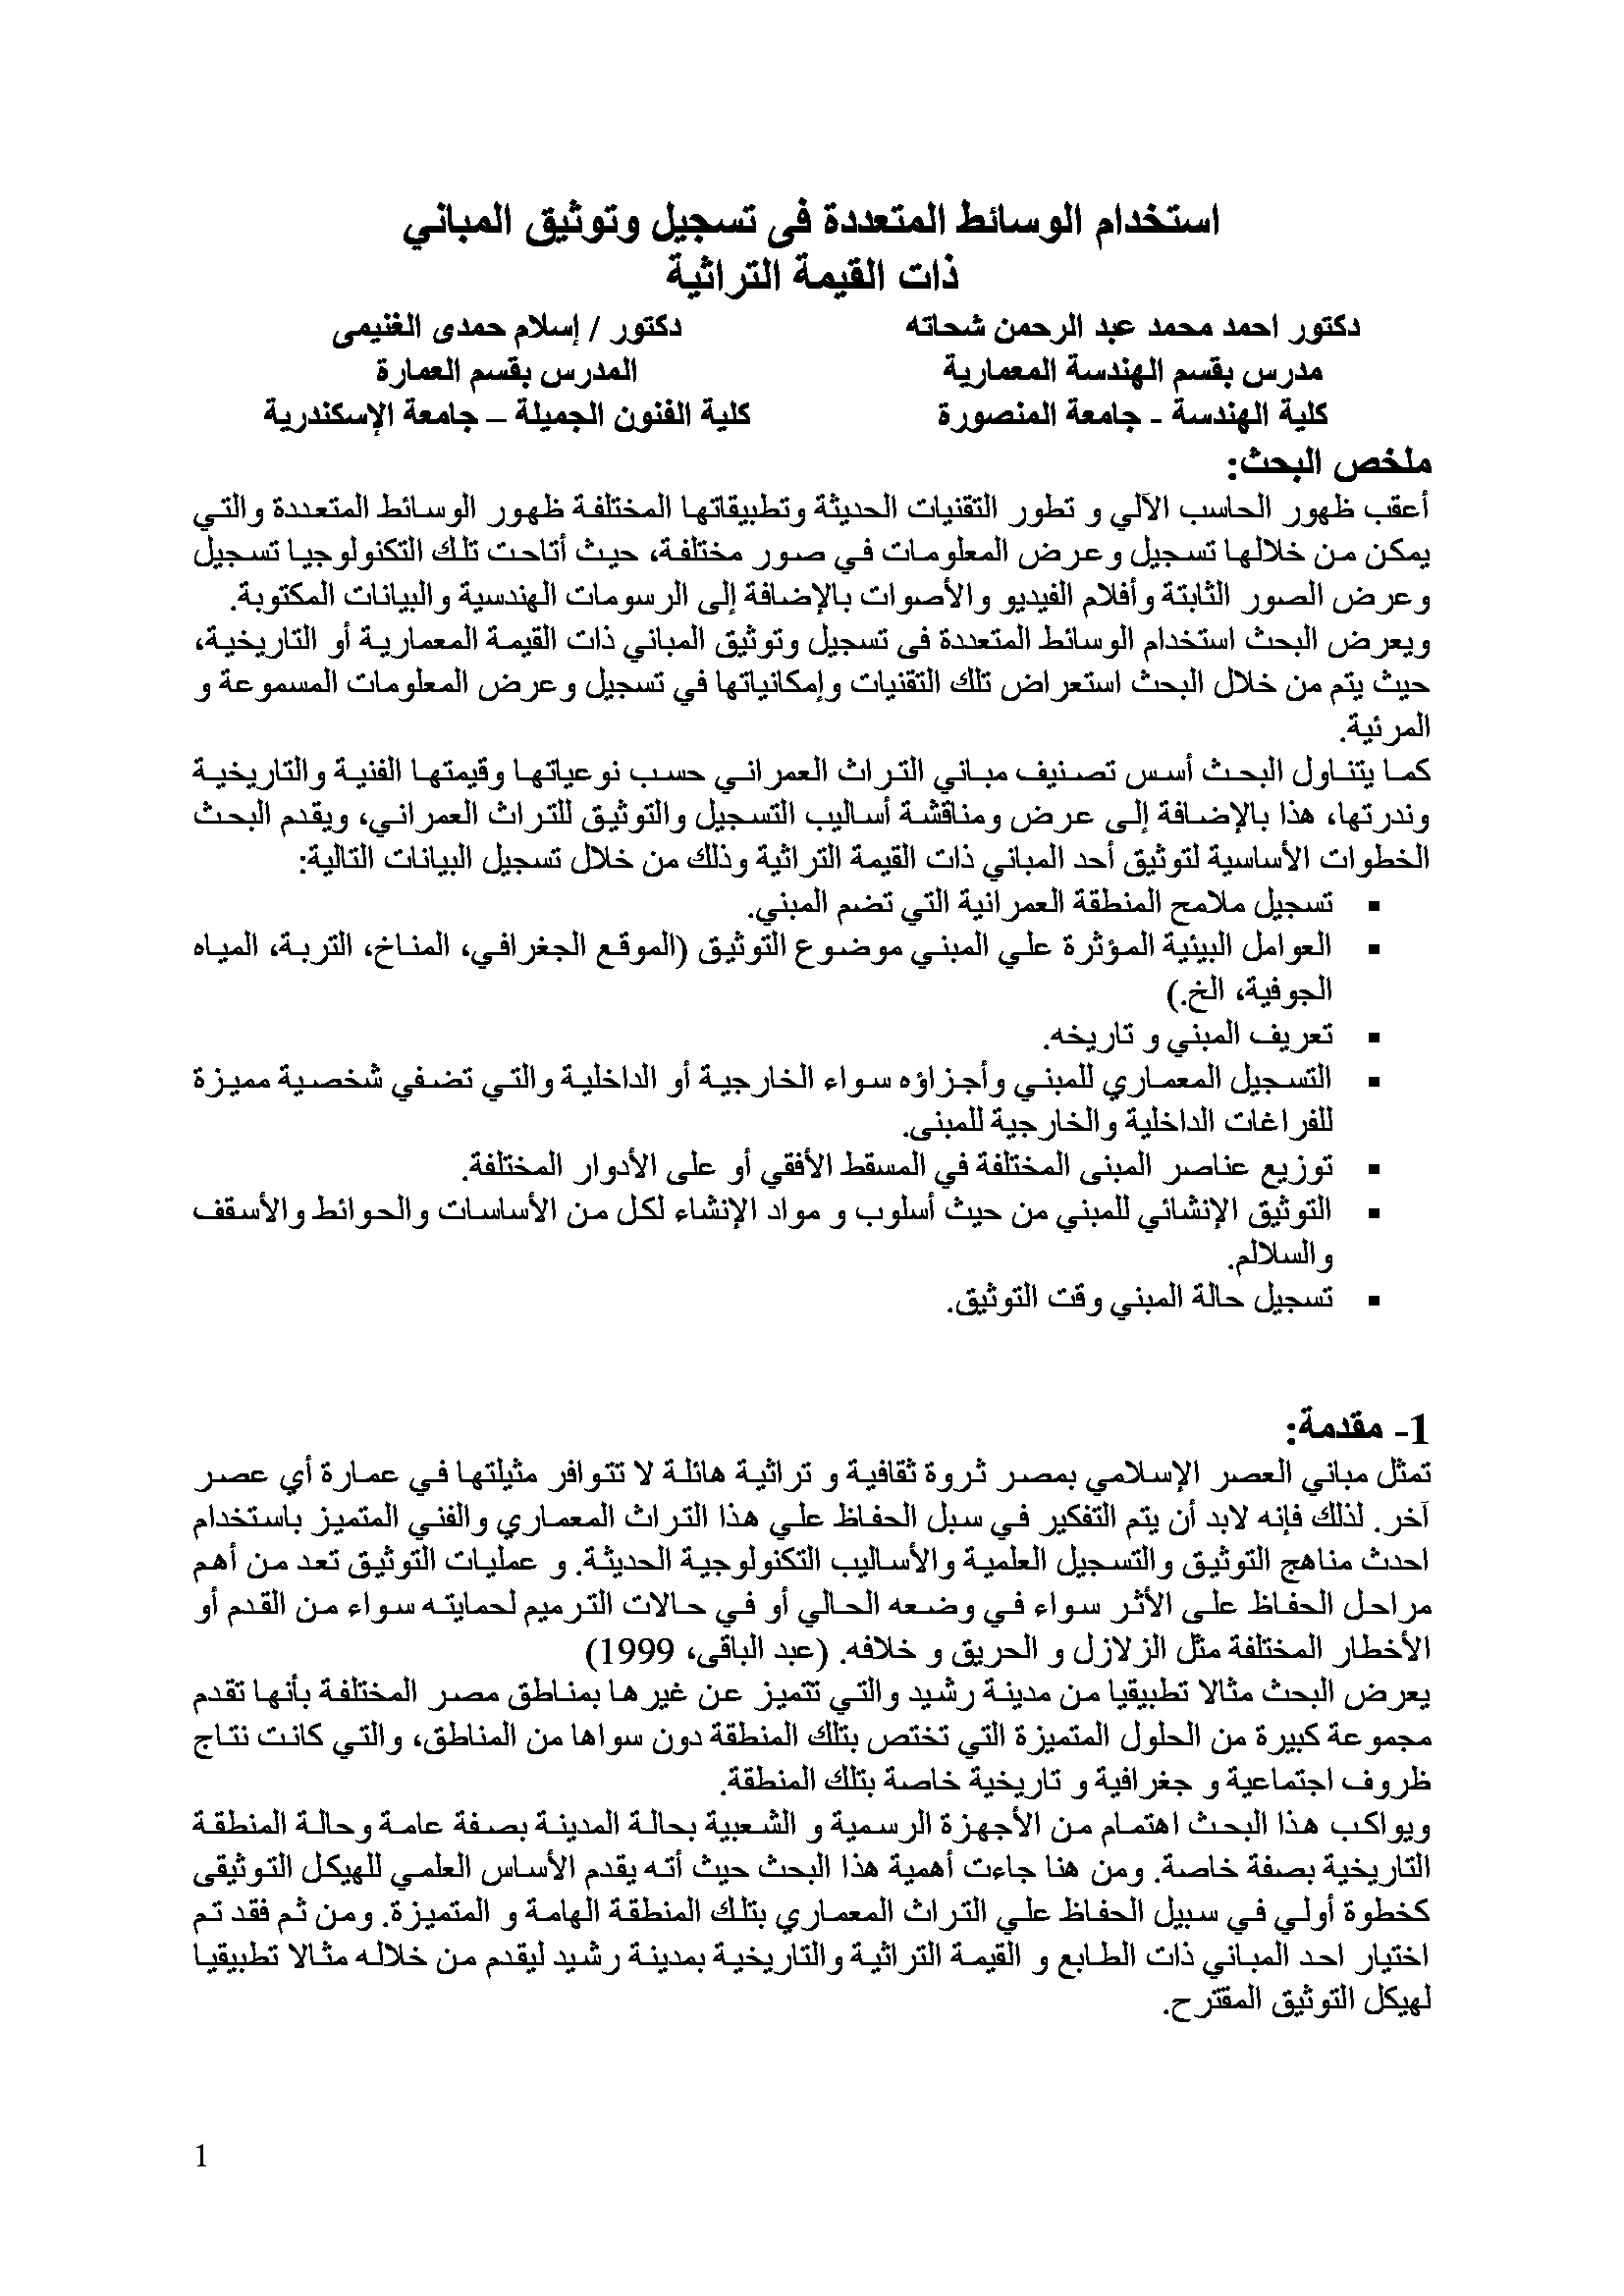 استخدام الوسائط المتعددة فى تسجيل وتوثيق المباني
ذات القيمة التراثية
دكتور احمد محمد عبد الرحمن شحاته
مدرس بقسم الهندسة المعمارية
كلية الهندسة - جامعة المنصورة
دكتور / إسلام حمدى الغنيمى
المدرس بقسم العمارة
كلية الفنون الجميلة – جامعة الإسكندرية
ملخص البحث:
أعقب ظهور الحاسب الآلي و تطور التقنيات الحديثة وتطبيقاتها المختلفة ظهور الوسائط المتعددة والتي
يمكن من خلالها تسجيل وعرض المعلومات في صور مختلفة، حيث أتاحت تلك التكنولوجيا تسجيل
وعرض الصور الثابتة وأفلام الفيديو والأصوات بالإضافة إلى الرسومات الهندسية والبيانات المكتوبة.
ويعرض البحث استخدام الوسائط المتعددة فى تسجيل وتوثيق المباني ذات القيمة المعمارية أو التاريخية،
حيث يتم من خلال البحث استعراض تلك التقنيات وإمكانياتها في تسجيل وعرض المعلومات المسموعة و
المرئية.
كما يتناول البحث أسس تصنيف مباني التراث العمراني حسب نوعياتها وقيمتها الفنية والتاريخية
وندرتها، هذا بالإضافة إلى عرض ومناقشة أساليب التسجيل والتوثيق للتراث العمراني، ويقدم البحث
الخطوات الأساسية لتوثيق أحد المباني ذات القيمة التراثية وذلك من خلال تسجيل البيانات التالية:
▪ تسجيل ملامح المنطقة العمرانية التي تضم المبني.
▪ العوامل البيئية المؤثرة علي المبني موضوع التوثيق (الموقع الجغرافي، المناخ، التربة، المياه
الجوفية، الخ.)
▪ تعريف المبني و تاريخه.
▪ التسجيل المعماري للمبني وأجزاؤه سواء الخارجية أو الداخلية والتي تضفي شخصية مميزة
للفراغات الداخلية والخارجية للمبنى.
▪ توزيع عناصر المبنى المختلفة في المسقط الأفقي أو على الأدوار المختلفة.
▪ التوثيق الإنشائي للمبني من حيث أسلوب و مواد الإنشاء لكل من الأساسات والحوائط والأسقف
والسلالم.
▪ تسجيل حالة المبني وقت التوثيق.
1- مقدمة:
تمثل مباني العصر الإسلامي بمصر ثروة ثقافية و تراثية هائلة لا تتوافر مثيلتها في عمارة أي عصر
آخر. لذلك فإنه لابد أن يتم التفكير في سبل الحفاظ علي هذا التراث المعماري والفني المتميز باستخدام
احدث مناهج التوثيق والتسجيل العلمية والأساليب التكنولوجية الحديثة. و عمليات التوثيق تعد من أهم
مراحل الحفاظ على الأثر سواء في وضعه الحالي أو في حالات الترميم لحمايته سواء من القدم أو
الأخطار المختلفة مثل الزلازل و الحريق و خلافه. (عبد الباقى، 1999)
يعرض البحث مثالا تطبيقيا من مدينة رشيد والتي تتميز عن غيرها بمناطق مصر المختلفة بأنها تقدم
مجموعة كبيرة من الحلول المتميزة التي تختص بتلك المنطقة دون سواها من المناطق، والتي كانت نتاج
ظروف اجتماعية و جغرافية و تاريخية خاصة بتلك المنطقة.
ويواكب هذا البحث اهتمام من الأجهزة الرسمية و الشعبية بحالة المدينة بصفة عامة وحالة المنطقة
التاريخية بصفة خاصة. ومن هنا جاءت أهمية هذا البحث حيث أنه يقدم الأساس العلمي للهيكل التوثيقى
كخطوة أولي في سبيل الحفاظ علي التراث المعماري بتلك المنطقة الهامة و المتميزة. ومن ثم فقد تم
اختيار احد المباني ذات الطابع و القيمة التراثية والتاريخية بمدينة رشيد ليقدم من خلاله مثالا تطبيقيا
لهيكل التوثيق المقترح.
1